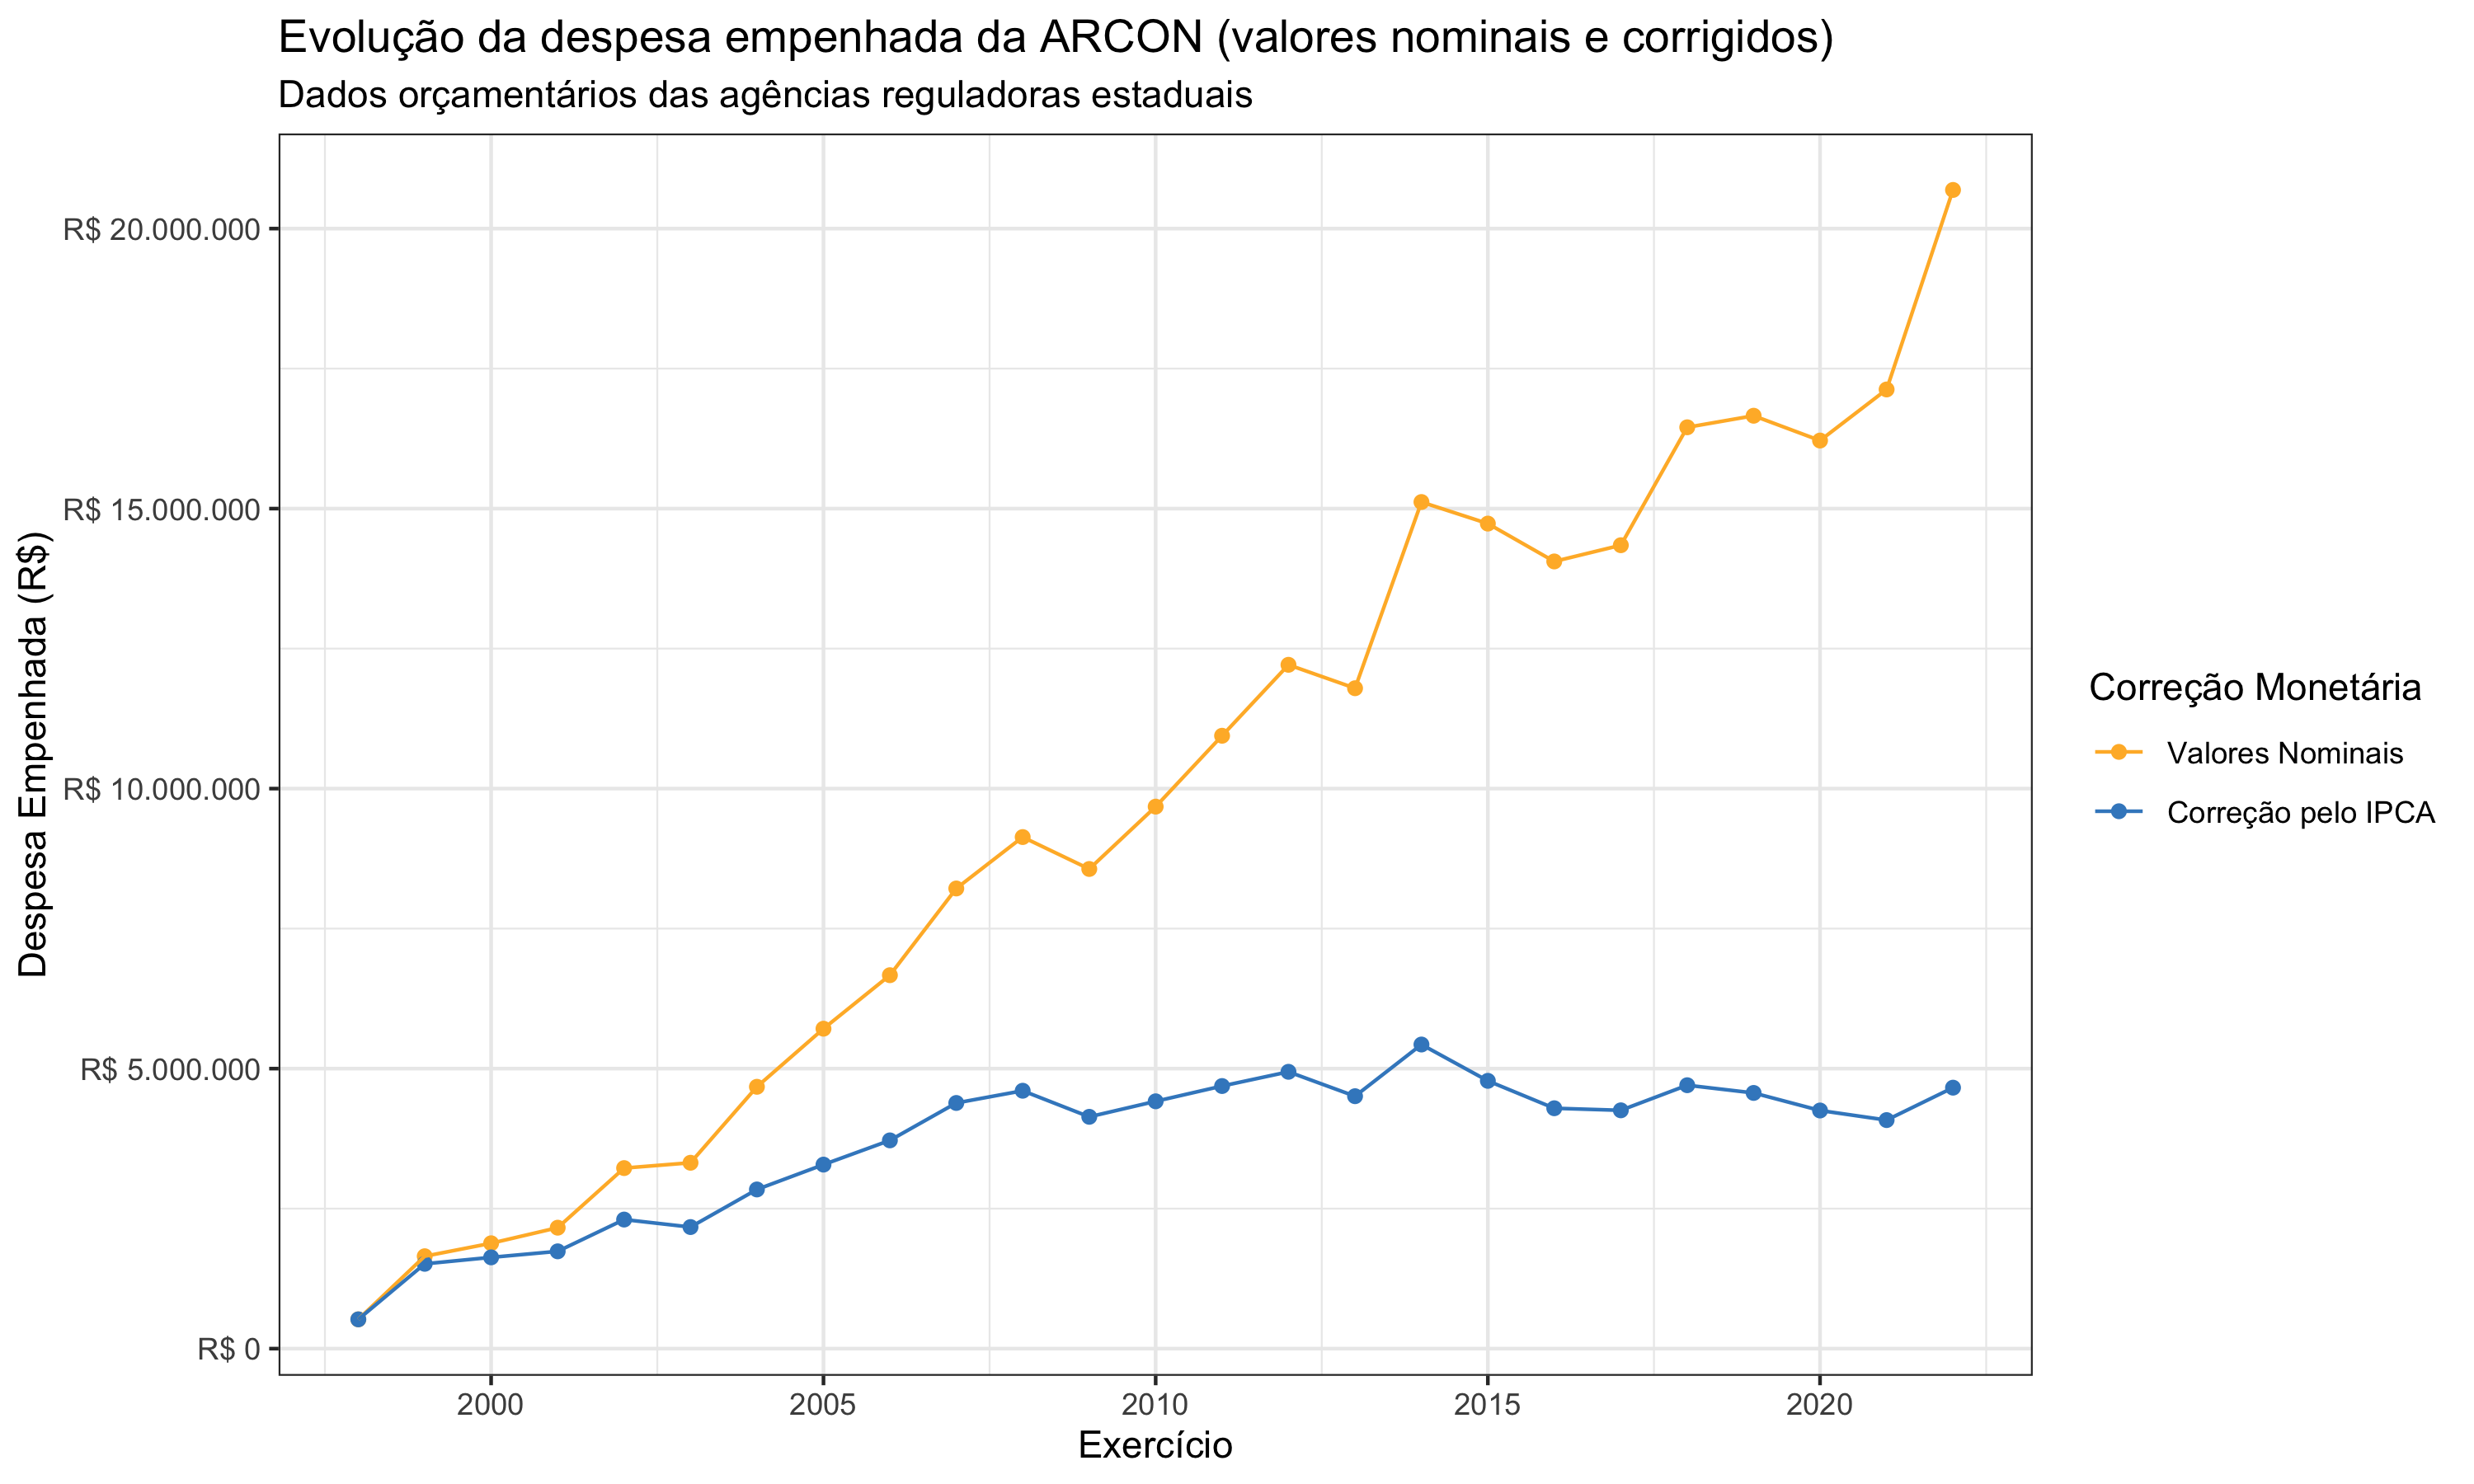 Evolução da despesa empenhada da ARCON (valores nominais e corrigidos)
Dados orçamentários das agências reguladoras estaduais
Despesa Empenhada (R$)
R$ 20.000.000
R$ 15.000.000
R$ 10.000.000
R$ 5.000.000
R$ 0
2000
2005
2010
2015
2020
Exercício
Correção Monetária
Valores Nominais
Correção pelo IPCA